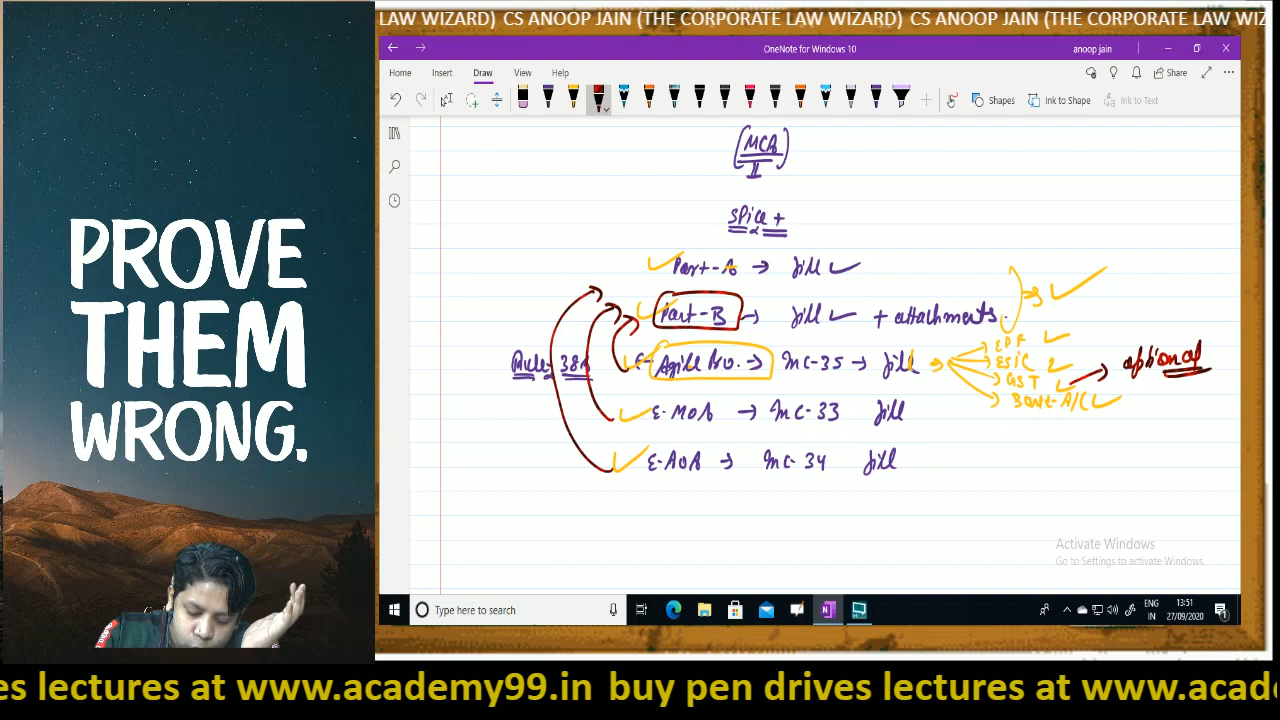 LAW WIZARD) CS ANOOP JAIN (THE CORPORATE LAW WIZARD) CS ANOOP JAIN (THE CORPORATE LAW WIZ
OneNote for Windows 10
anoop jain
Home Insert Draw View Help
Share
Shapes Ink to Shape Ink to Text
PROVE
THEM
WRONG.
(MCA)
SPice +
Part-A → fill
Part-B → fill + attachments.
Rule 38A
E- Agile Pro. → Inc-35 → fill
EPF
ESIC
GST
Bank-A/C
optional
E-MOA → Inc-33 fill
E-AOA → Inc-34 fill
Activate Windows
Go to Settings to activate Windows.
Type here to search
ENG
IN
13:51
27/09/2020
es lectures at www.academy99.in buy pen drives lectures at www.acad